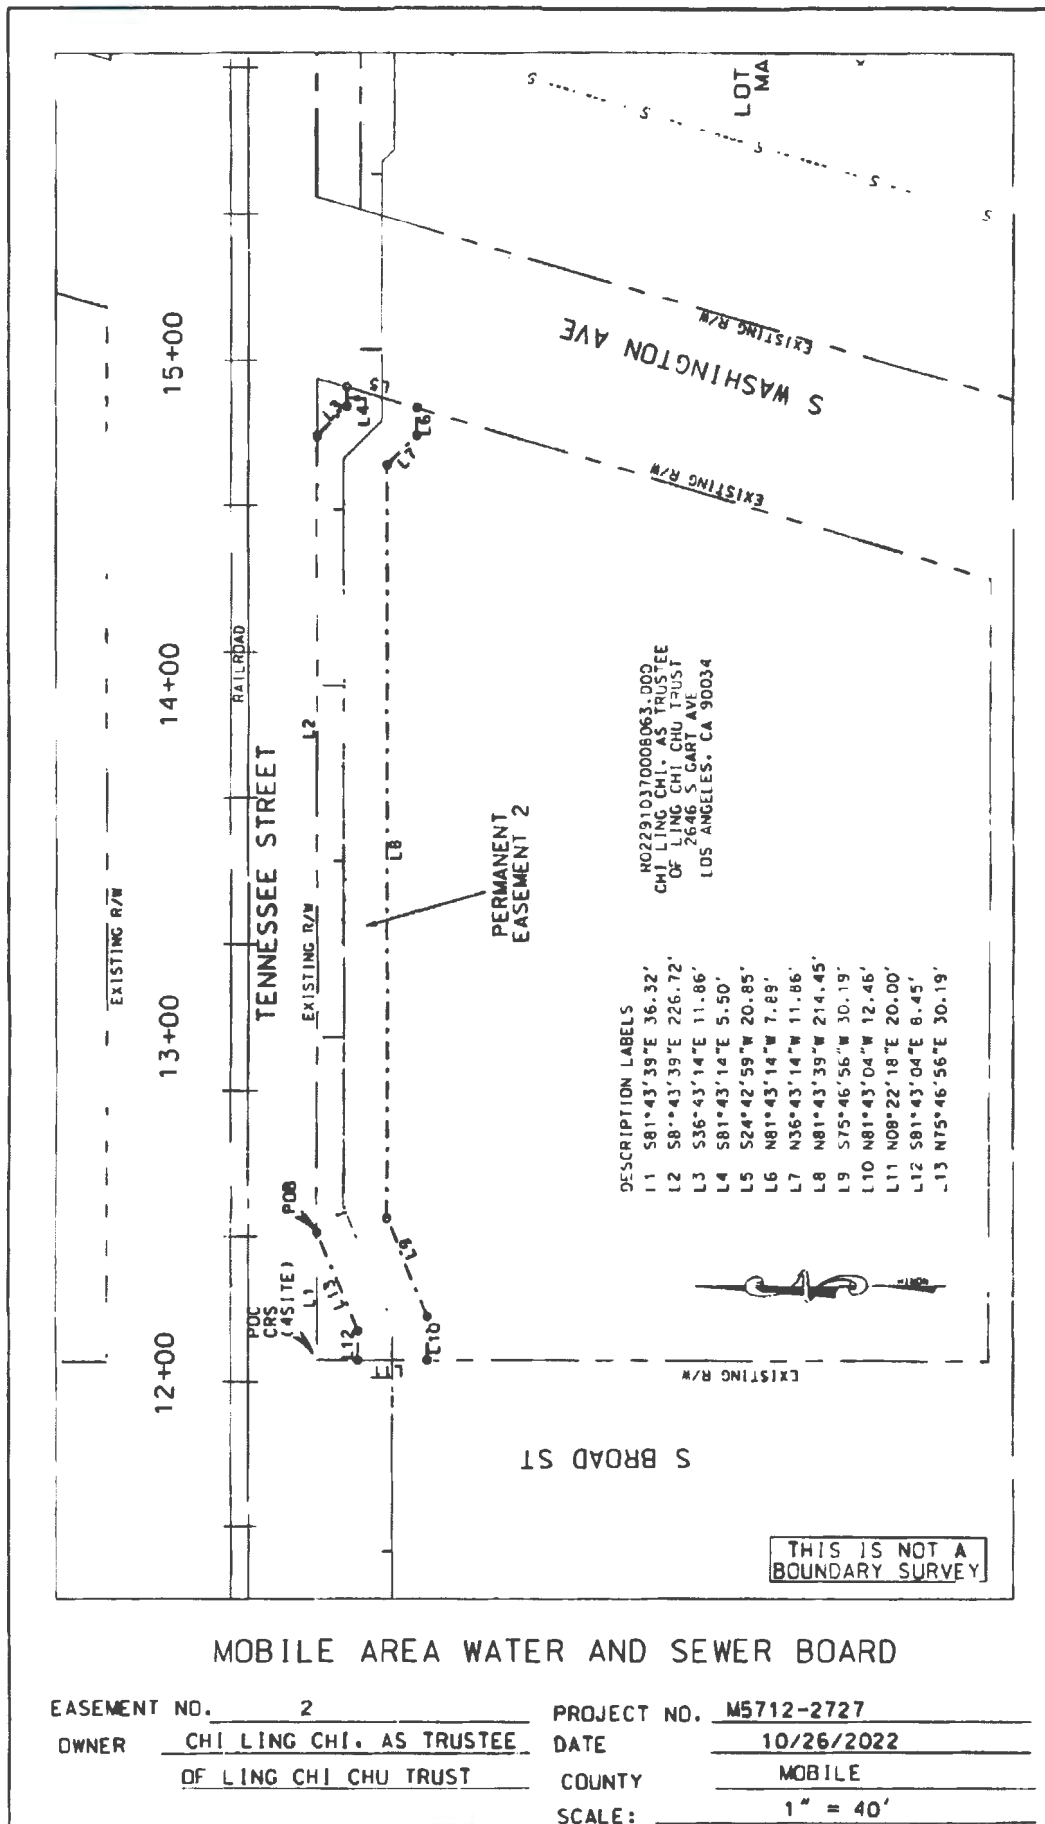 LOT
MA
S
S
S
S
S
EXISTING R/W
S WASHINGTON AVE
EXISTING R/W
15+00
14+00
13+00
12+00
RAILROAD
TENNESSEE STREET
EXISTING R/W
EXISTING R/W
L3
L4
L5
L6
L7
L2
L8
PERMANENT
EASEMENT 2
CHI LING CHI. AS TRUSTEE
OF LING CHI CHU TRUST
2646 S GART AVE
LOS ANGELES. CA 90034
POB
POC
CRS
(4SITE)
L1
L13
L12
L11
L9
L10
DESCRIPTION LABELS
L1 S81°43'39"E 36.32'
L2 S8°43'39"E 226.72'
L3 S36°43'14"E 11.86'
L4 S81°43'14"E 5.50'
L5 S24°42'59"W 20.85'
L6 N81°43'14"W 7.89'
L7 N36°43'14"W 11.86'
L8 N81°43'39"W 214.45'
L9 S75°46'56"W 30.19'
L10 N81°43'04"W 12.46'
L11 N08°22'18"E 20.00'
L12 S81°43'04"E 8.45'
L13 N75°46'56"E 30.19'
NORTH
EXISTING R/W
S BROAD ST
THIS IS NOT A
BOUNDARY SURVEY
MOBILE AREA WATER AND SEWER BOARD
EASEMENT NO. 2
OWNER CHI LING CHI. AS TRUSTEE
OF LING CHI CHU TRUST
PROJECT NO. M5712-2727
DATE 10/26/2022
COUNTY MOBILE
SCALE: 1" = 40'